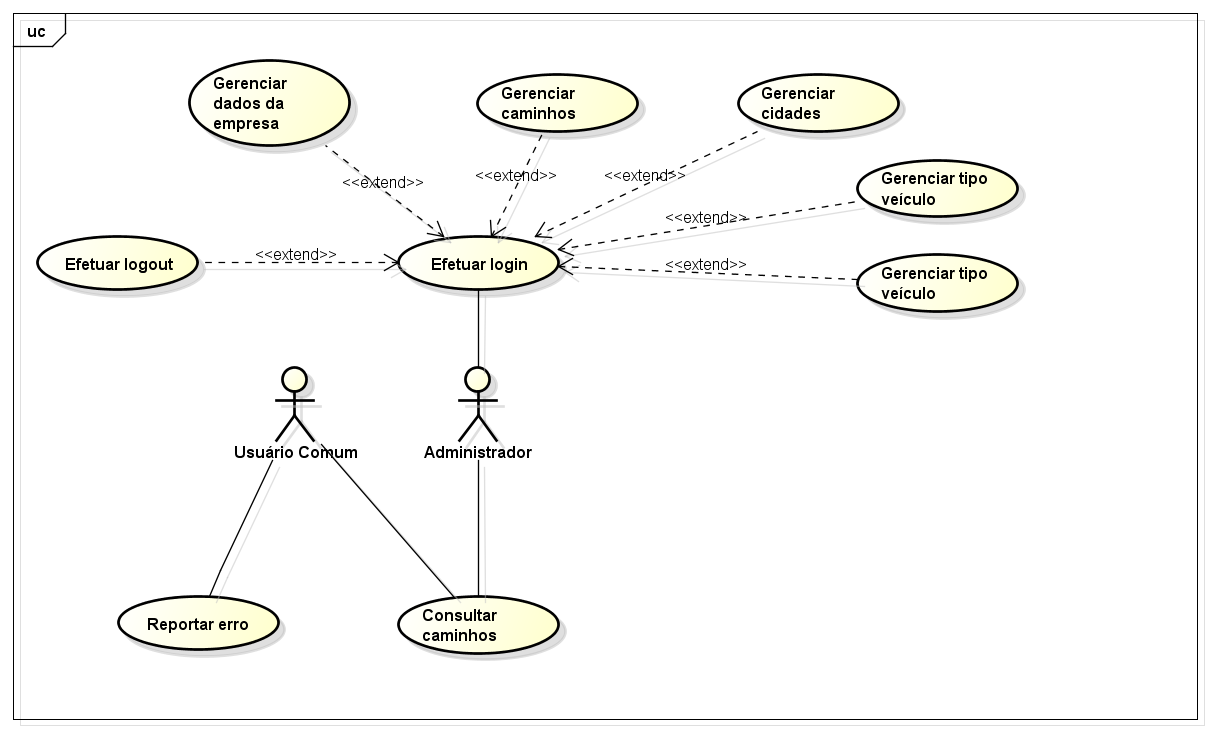 uc
Gerenciar
dados da
empresa
Gerenciar
caminhos
Gerenciar
cidades
Gerenciar tipo
veículo
<<extend>>
<<extend>>
<<extend>>
<<extend>>
Efetuar logout
<<extend>>
Efetuar login
<<extend>>
Gerenciar tipo
veículo
Usuário Comum
Administrador
Reportar erro
Consultar
caminhos